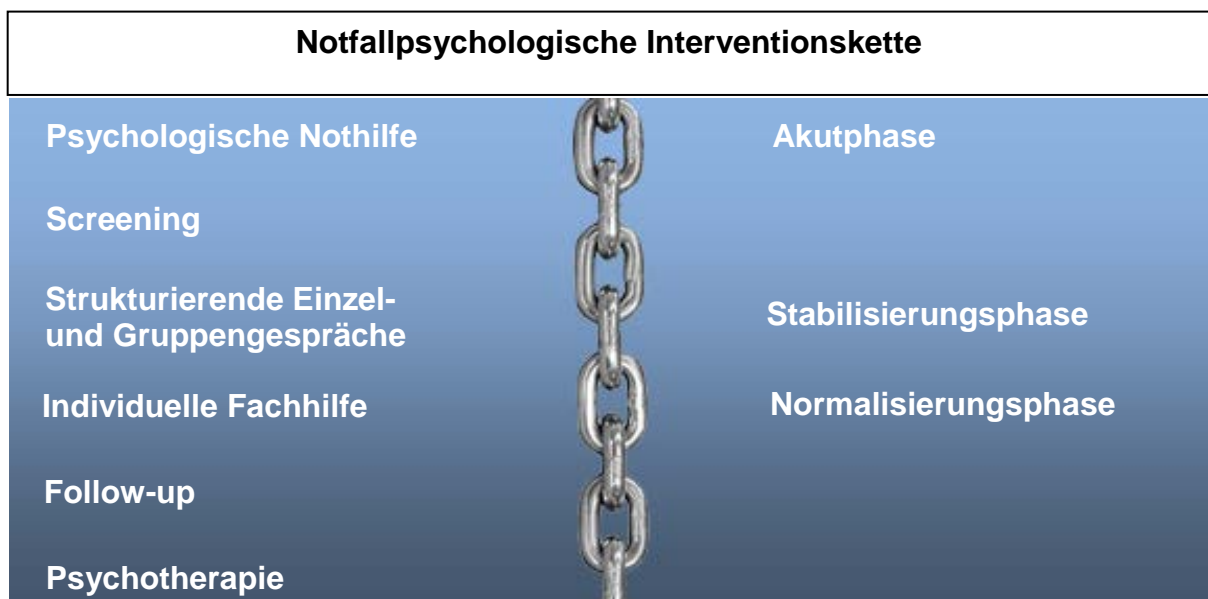 Notfallpsychologische Interventionskette
Psychologische Nothilfe
Akutphase
Screening
Strukturierende Einzel-
und Gruppengespräche
Stabilisierungsphase
Individuelle Fachhilfe
Normalisierungsphase
Follow-up
Psychotherapie